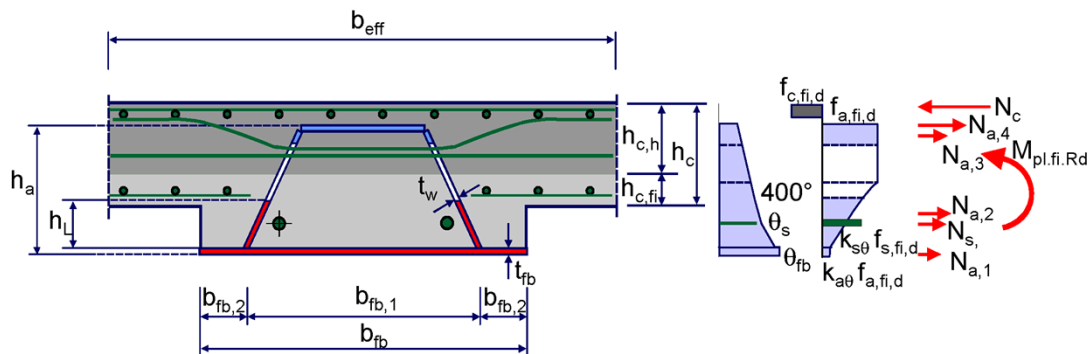 b_eff
f_c,fi,d
f_a,fi,d
N_c
N_a,4
h_a
h_c,h
h_c
M_pl.fi.Rd
N_a,3
t_w
h_c,fi
400°
h_L
θ_s
N_a,2
k_sθ f_s,fi,d
N_s,
θ_fb
N_a,1
t_fb
k_aθ f_a,fi,d
b_fb,2
b_fb,1
b_fb,2
b_fb